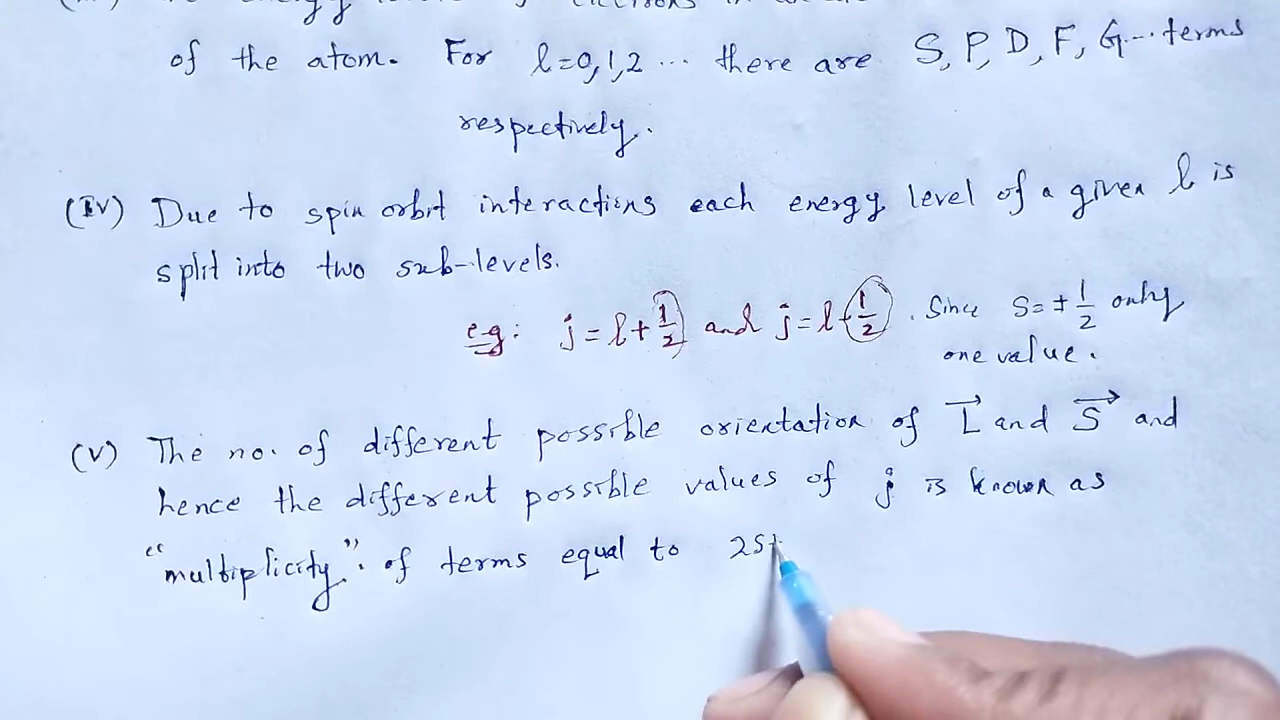 of the atom. For l=0,1,2 ... there are S, P, D, F, G... terms
respectively.
(IV) Due to spin orbit interactions each energy level of a given l is
split into two sub-levels.
e.g: j = l + 1/2 and j = l - 1/2 . Since S = ± 1/2 only
one value.
(V) The no. of different possible orientation of L⃗ and S⃗ and
hence the different possible values of j is known as
"multiplicity". of terms equal to 2S+